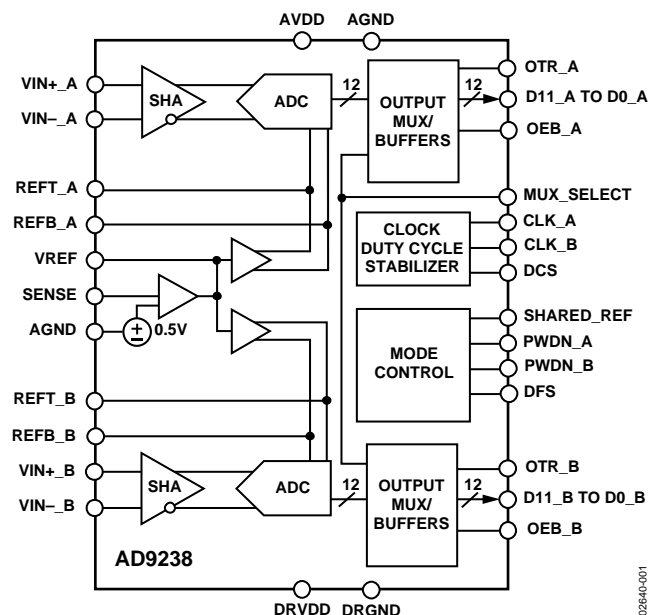 AVDD AGND
VIN+_A
VIN–_A
SHA
ADC
12
OUTPUT
MUX/
BUFFERS
12
OTR_A
D11_A TO D0_A
OEB_A
REFT_A
REFB_A
VREF
SENSE
AGND
0.5V
MUX_SELECT
CLOCK
DUTY CYCLE
STABILIZER
CLK_A
CLK_B
DCS
MODE
CONTROL
SHARED_REF
PWDN_A
PWDN_B
DFS
REFT_B
REFB_B
VIN+_B
VIN–_B
SHA
ADC
12
OUTPUT
MUX/
BUFFERS
12
OTR_B
D11_B TO D0_B
OEB_B
AD9238
DRVDD DRGND
02640-001